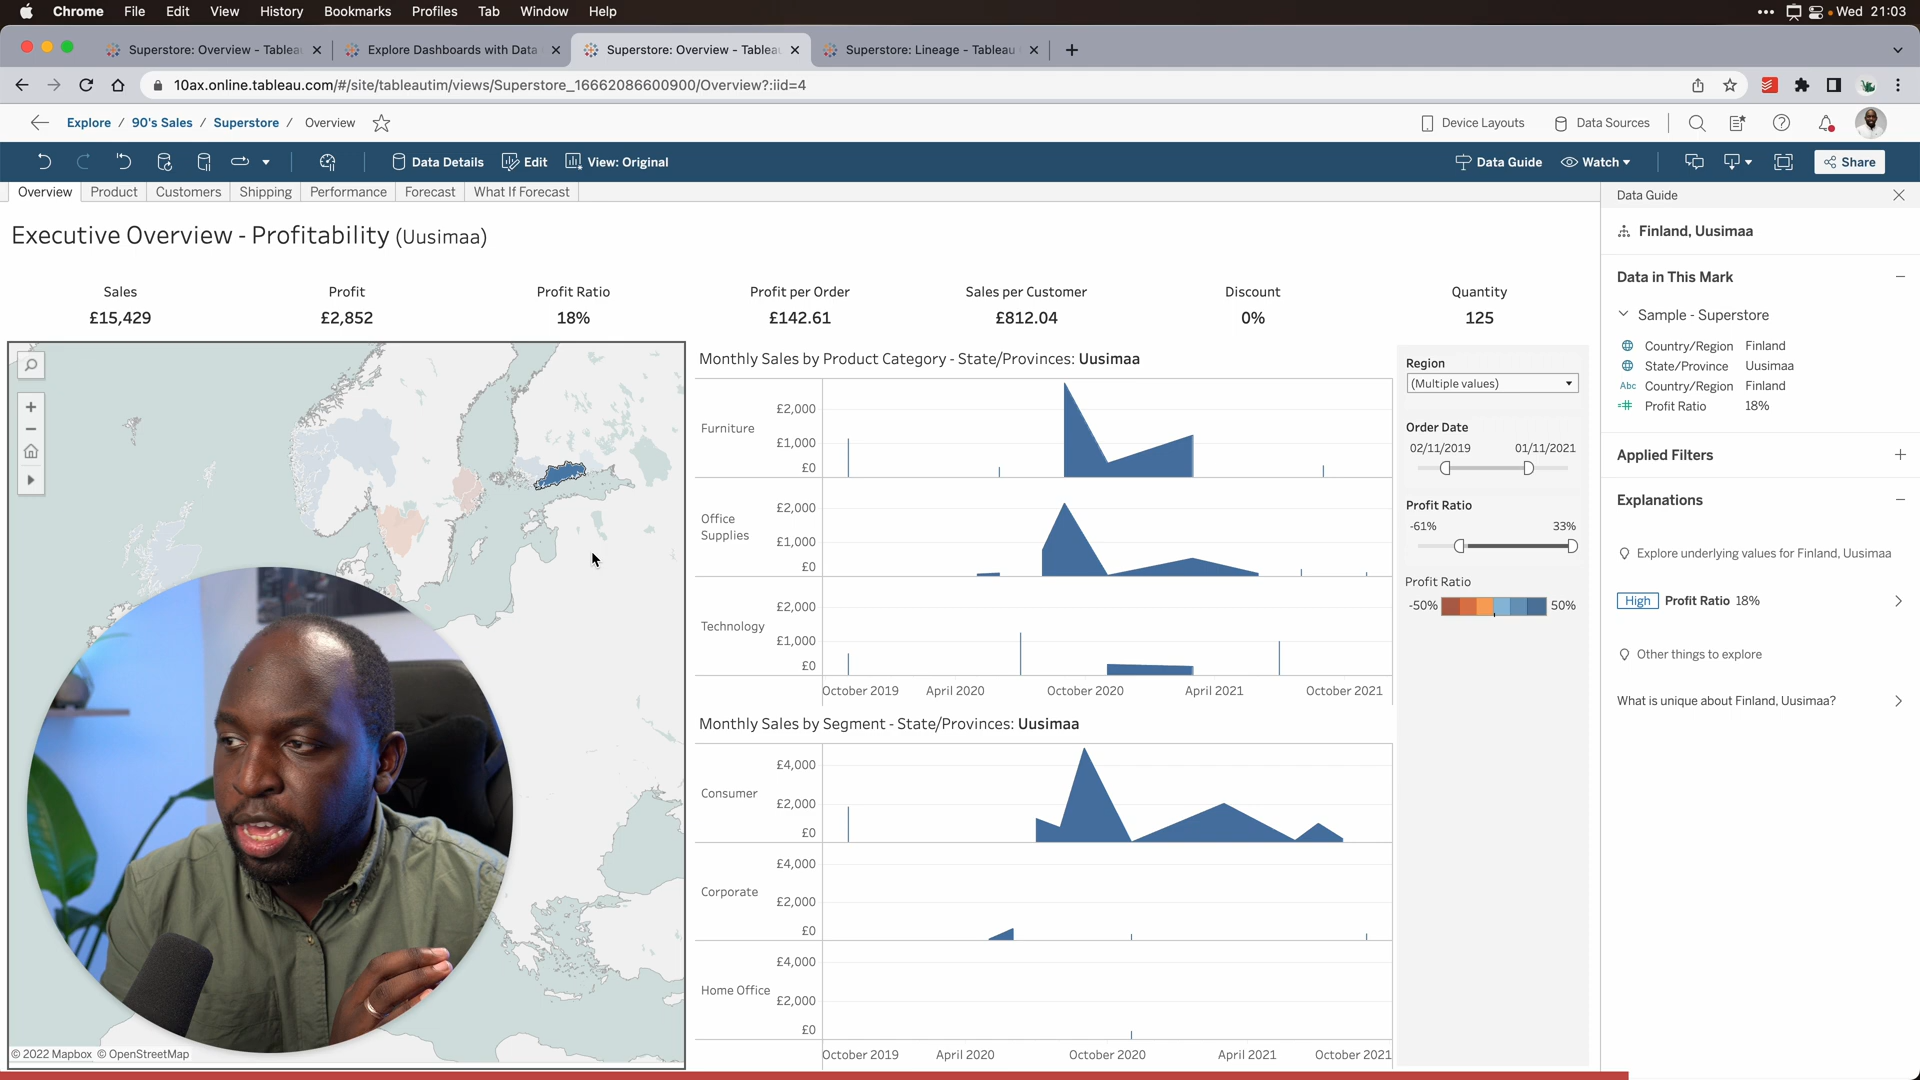 Chrome File Edit View History Bookmarks Profiles Tab Window Help
Wed 21:03
Superstore: Overview - Tablea
Explore Dashboards with Data
Superstore: Overview - Tablea
Superstore: Lineage - Tableau
10ax.online.tableau.com/#/site/tableautim/views/Superstore_16662086600900/Overview?:iid=4
Explore / 90's Sales / Superstore / Overview
Device Layouts
Data Sources
Data Details
Edit
View: Original
Data Guide
Watch
Share
Overview Product Customers Shipping Performance Forecast What If Forecast
Executive Overview - Profitability (Uusimaa)
Sales Profit Profit Ratio Profit per Order Sales per Customer Discount Quantity
£15,429 £2,852 18% £142.61 £812.04 0% 125
Monthly Sales by Product Category - State/Provinces: Uusimaa
Furniture
£2,000
£1,000
£0
Office
Supplies
£2,000
£1,000
£0
Technology
£2,000
£1,000
£0
October 2019 April 2020 October 2020 April 2021 October 2021
Monthly Sales by Segment - State/Provinces: Uusimaa
Consumer
£4,000
£2,000
£0
Corporate
£4,000
£2,000
£0
Home Office
£4,000
£2,000
£0
October 2019 April 2020 October 2020 April 2021 October 2021
© 2022 Mapbox © OpenStreetMap
Region
(Multiple values)
Order Date
02/11/2019 01/11/2021
Profit Ratio
-61% 33%
Profit Ratio
-50% 50%
Data Guide
Finland, Uusimaa
Data in This Mark
Sample - Superstore
Country/Region Finland
State/Province Uusimaa
Abc Country/Region Finland
Profit Ratio 18%
Applied Filters
Explanations
Explore underlying values for Finland, Uusimaa
High Profit Ratio 18%
Other things to explore
What is unique about Finland, Uusimaa?